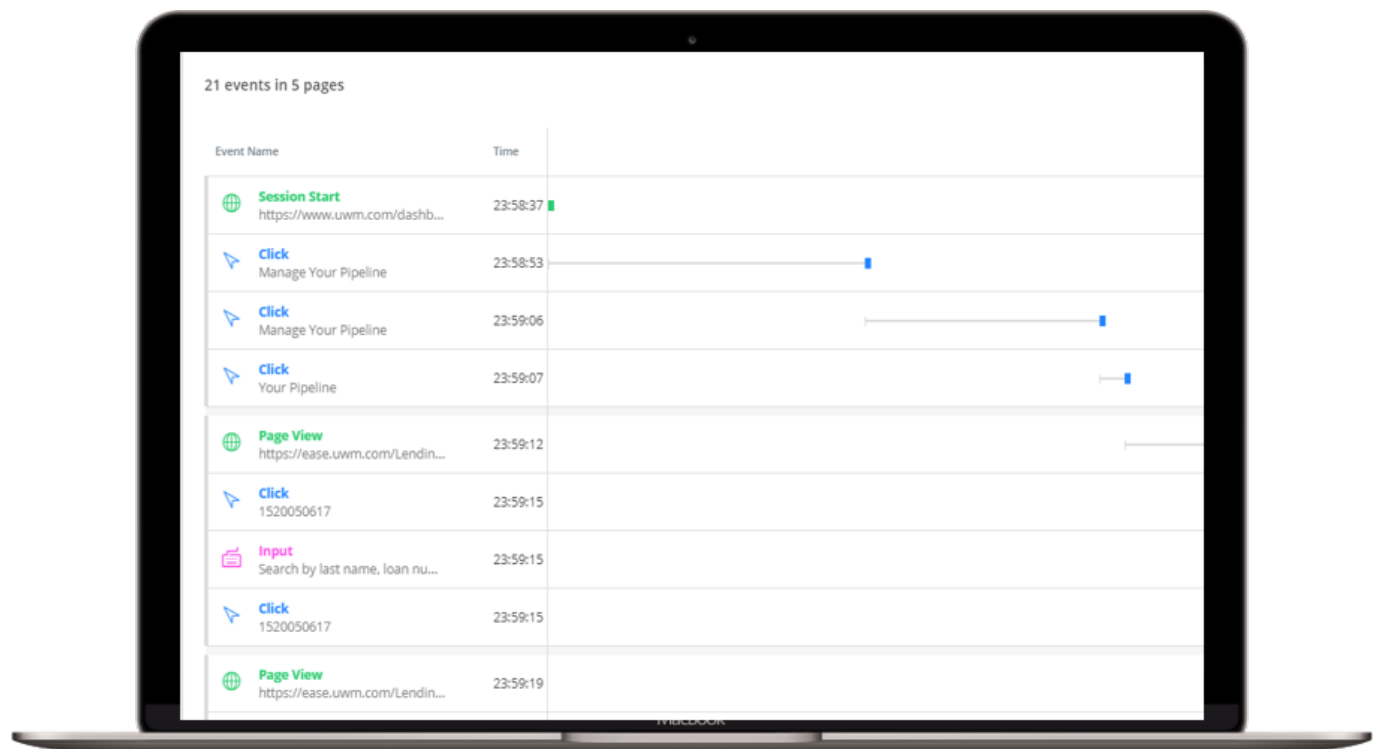 21 events in 5 pages
Event Name Time
Session Start
https://www.uwm.com/dashb... 23:58:37
Click
Manage Your Pipeline 23:58:53
Click
Manage Your Pipeline 23:59:06
Click
Your Pipeline 23:59:07
Page View
https://ease.uwm.com/Lendin... 23:59:12
Click
1520050617 23:59:15
Input
Search by last name, loan nu... 23:59:15
Click
1520050617 23:59:15
Page View
https://ease.uwm.com/Lendin... 23:59:19
MacBook